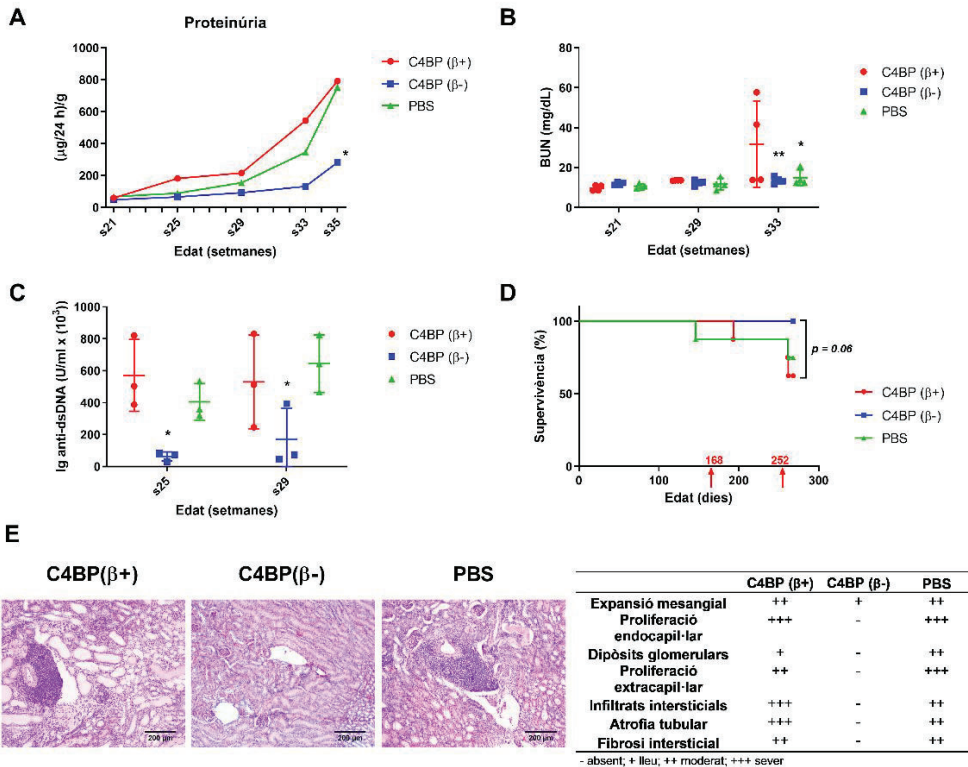 A
Proteinúria
(µg/24 h)/g
1000
800
600
400
200
0
s21
s25
s29
s33
s35
*
Edat (setmanes)
C4BP (β+)
C4BP (β-)
PBS
B
BUN (mg/dL)
80
60
40
20
0
s21
s29
s33
**
*
Edat (setmanes)
C4BP (β+)
C4BP (β-)
PBS
C
Ig anti-dsDNA (U/ml x (10³))
1000
800
600
400
200
0
*
*
s25
s29
Edat (setmanes)
C4BP (β+)
C4BP (β-)
PBS
D
Supervivència (%)
100
50
0
0
100
200
300
168
252
p = 0.06
Edat (dies)
C4BP (β+)
C4BP (β-)
PBS
E
C4BP(β+)
C4BP(β-)
PBS
200 µm
200 µm
200 µm
C4BP (β+) C4BP (β-) PBS
Expansió mesangial ++ + ++
Proliferació
endocapil·lar +++ - +++
Dipòsits glomerulars + - ++
Proliferació
extracapil·lar ++ - +++
Infiltrats intersticials +++ - ++
Atrofia tubular +++ - ++
Fibrosi intersticial ++ - ++
- absent; + lleu; ++ moderat; +++ sever